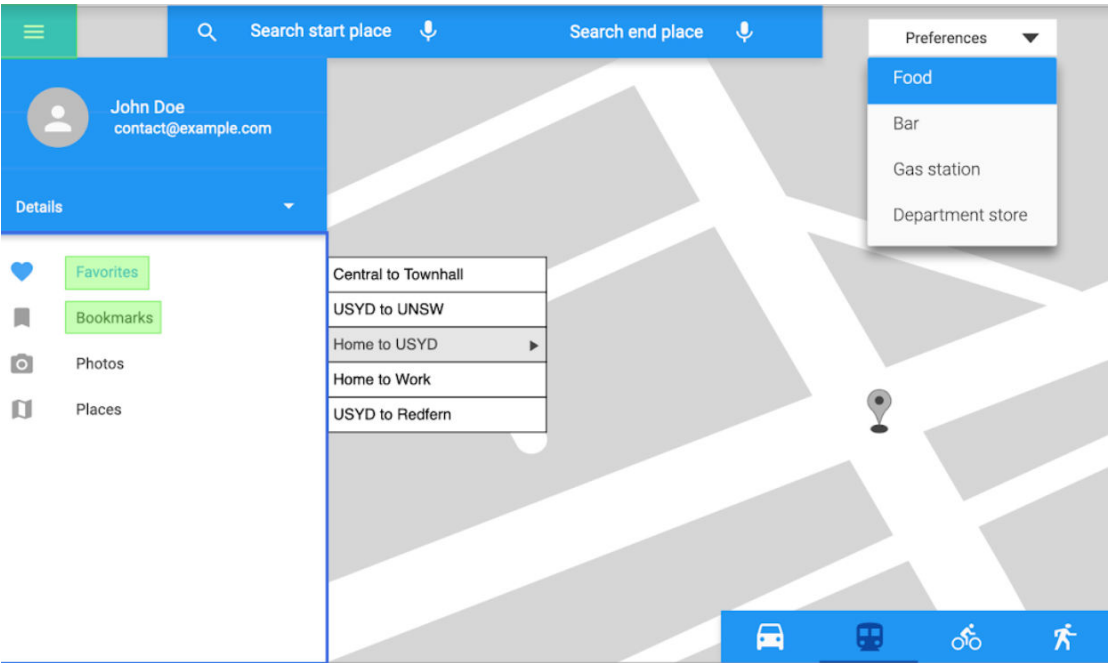 Search start place
Search end place
Preferences
Food
Bar
Gas station
Department store
John Doe
contact@example.com
Details
Favorites
Bookmarks
Photos
Places
Central to Townhall
USYD to UNSW
Home to USYD
Home to Work
USYD to Redfern